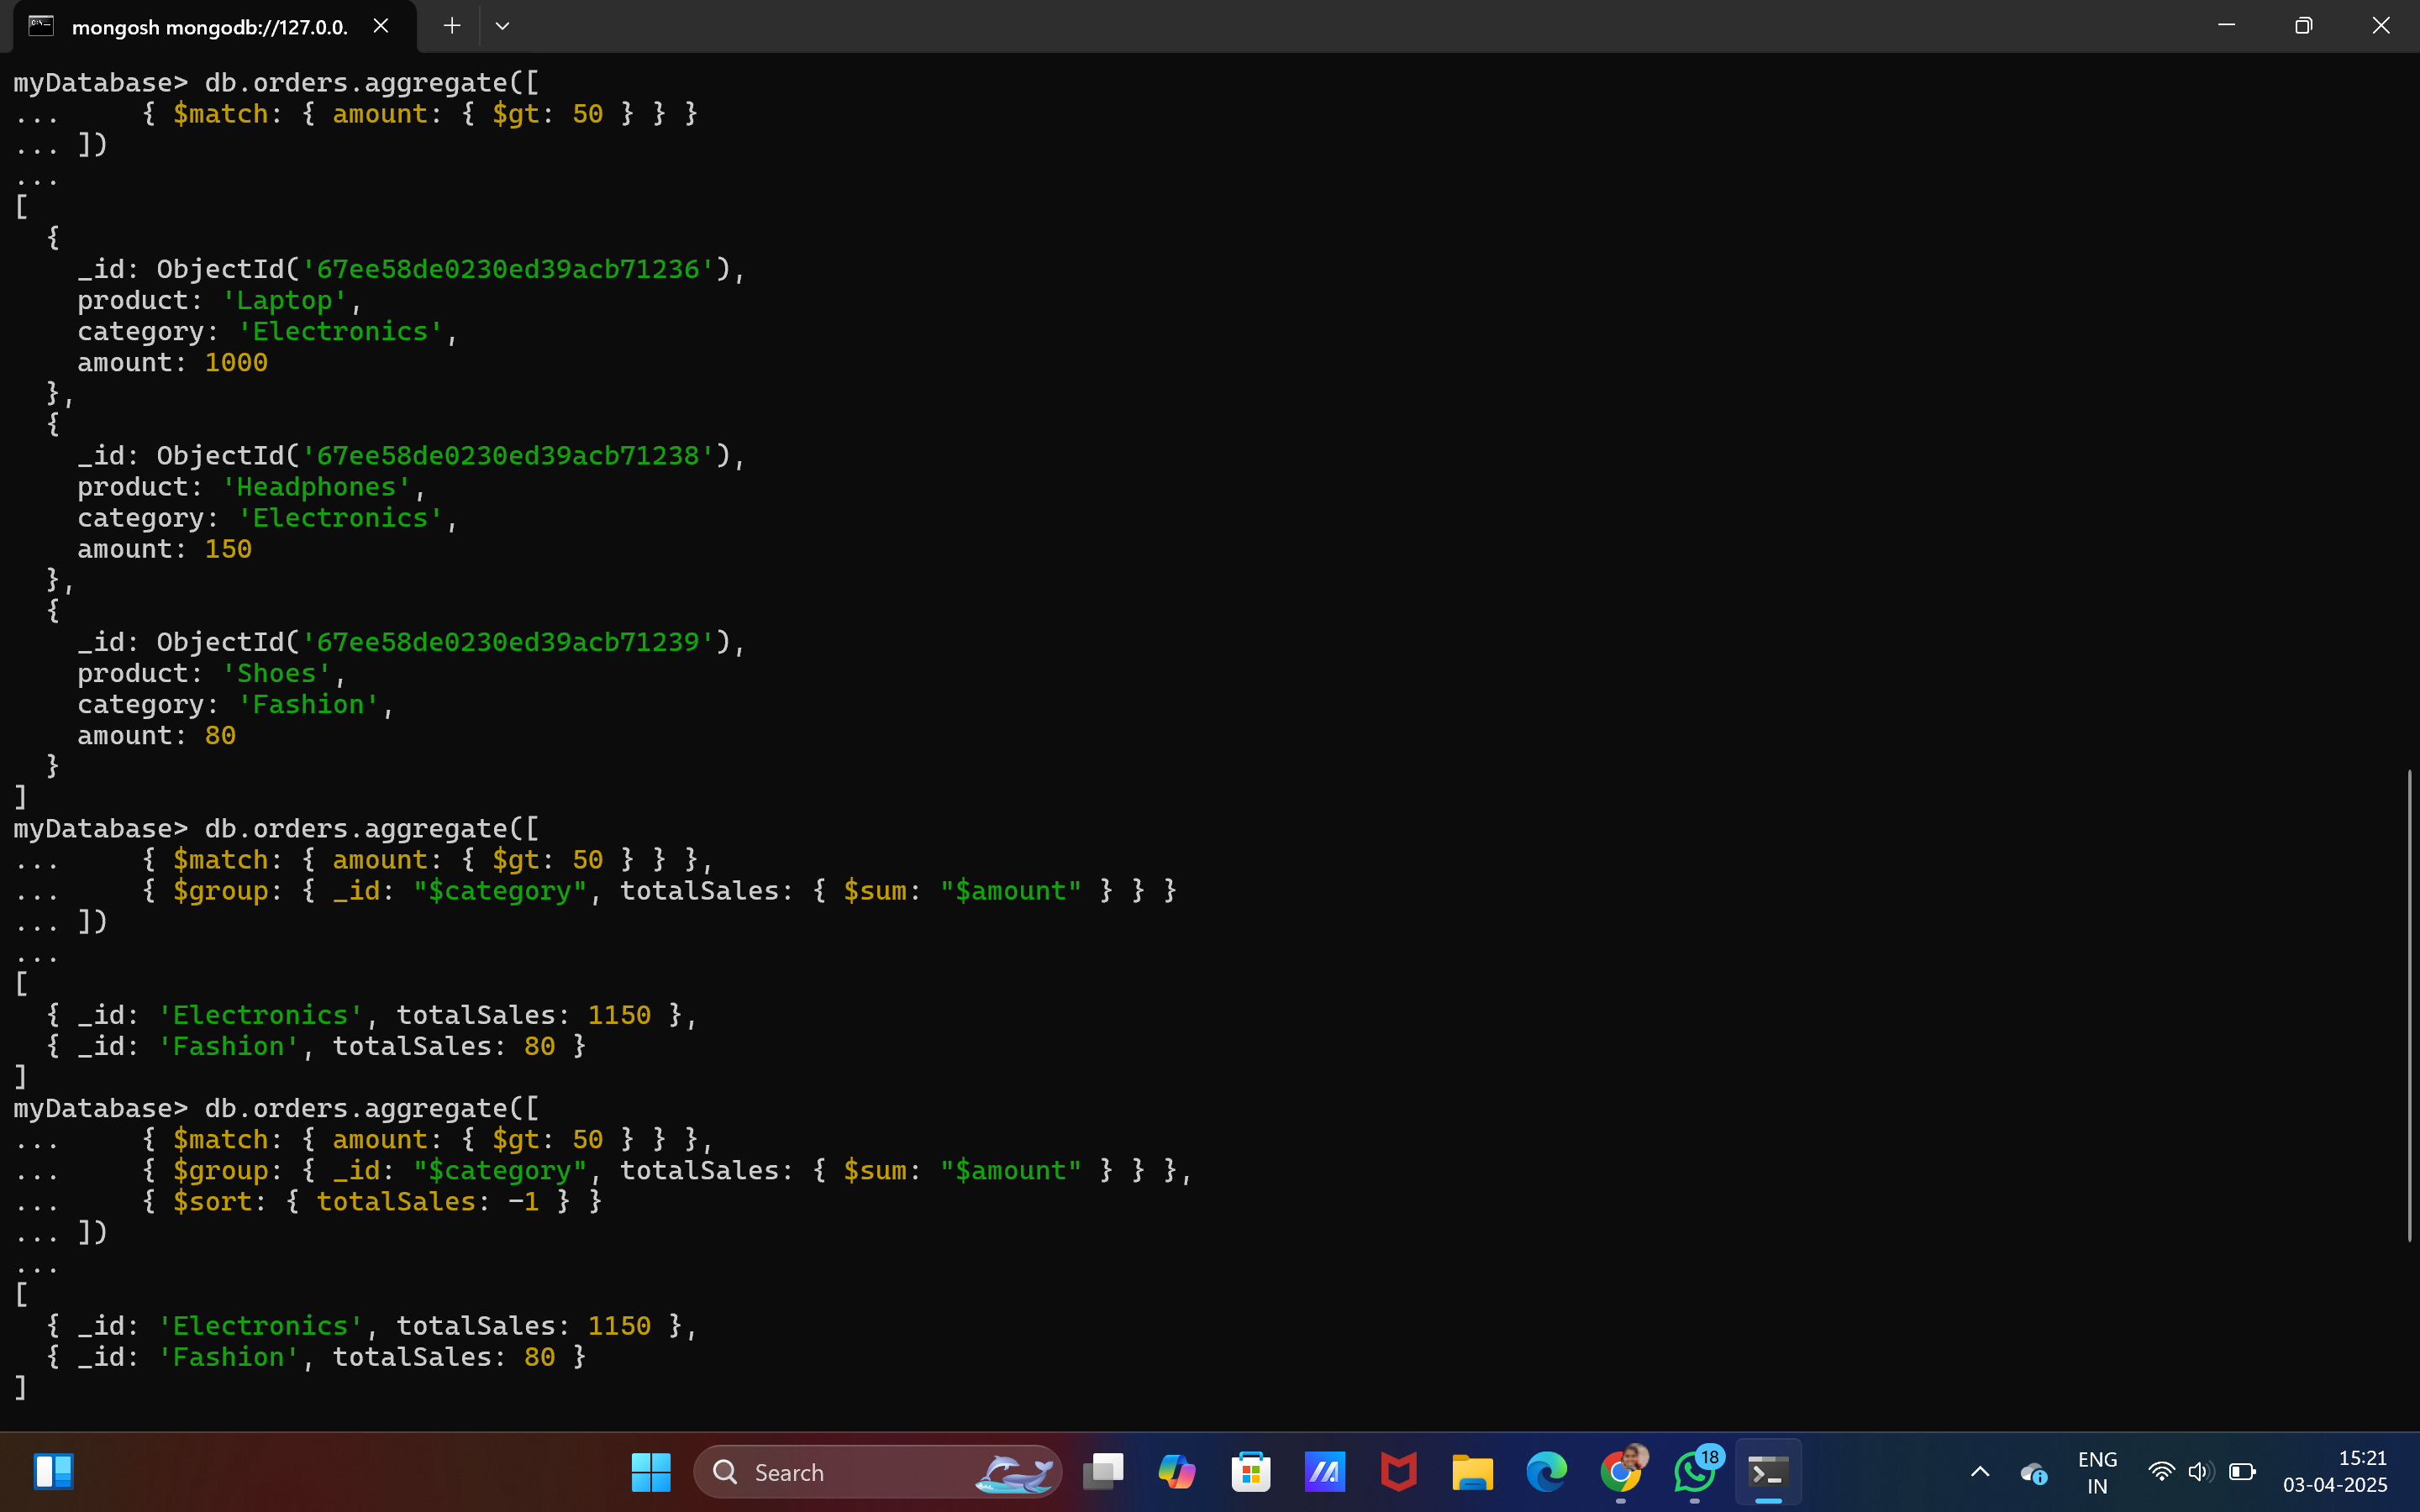 mongosh mongodb://127.0.0.
myDatabase> db.orders.aggregate([
...     { $match: { amount: { $gt: 50 } } }
... ])
...
[
  {
    _id: ObjectId('67ee58de0230ed39acb71236'),
    product: 'Laptop',
    category: 'Electronics',
    amount: 1000
  },
  {
    _id: ObjectId('67ee58de0230ed39acb71238'),
    product: 'Headphones',
    category: 'Electronics',
    amount: 150
  },
  {
    _id: ObjectId('67ee58de0230ed39acb71239'),
    product: 'Shoes',
    category: 'Fashion',
    amount: 80
  }
]
myDatabase> db.orders.aggregate([
...     { $match: { amount: { $gt: 50 } } },
...     { $group: { _id: "$category", totalSales: { $sum: "$amount" } } }
... ])
...
[
  { _id: 'Electronics', totalSales: 1150 },
  { _id: 'Fashion', totalSales: 80 }
]
myDatabase> db.orders.aggregate([
...     { $match: { amount: { $gt: 50 } } },
...     { $group: { _id: "$category", totalSales: { $sum: "$amount" } } },
...     { $sort: { totalSales: -1 } }
... ])
...
[
  { _id: 'Electronics', totalSales: 1150 },
  { _id: 'Fashion', totalSales: 80 }
]
Search
18
ENG
IN
15:21
03-04-2025